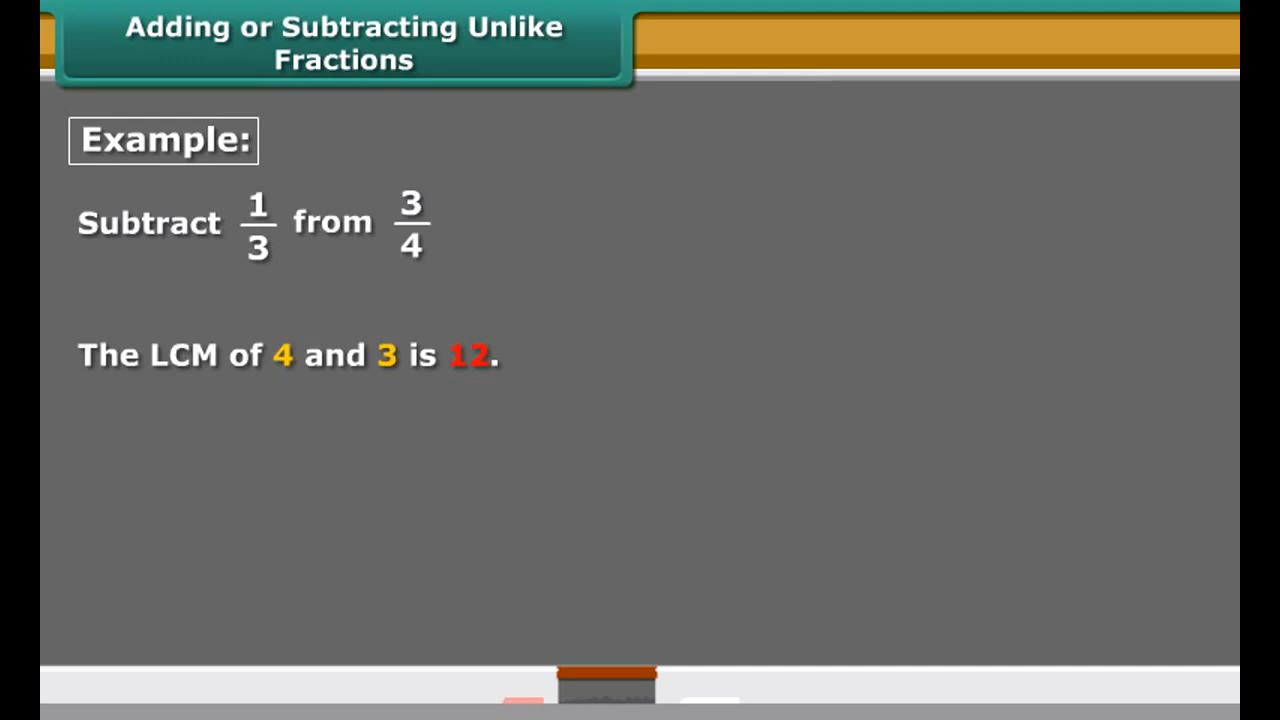 Adding or Subtracting Unlike
Fractions
Example:
Subtract 1/3 from 3/4
The LCM of 4 and 3 is 12.